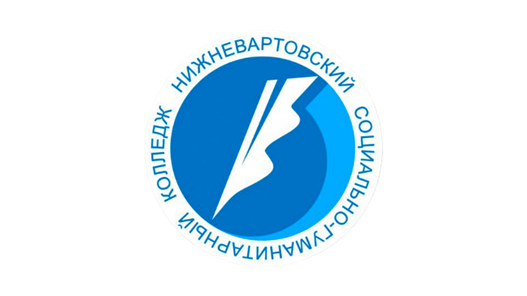 НИЖНЕВАРТОВСКИЙ СОЦИАЛЬНО-ГУМАНИТАРНЫЙ КОЛЛЕДЖ